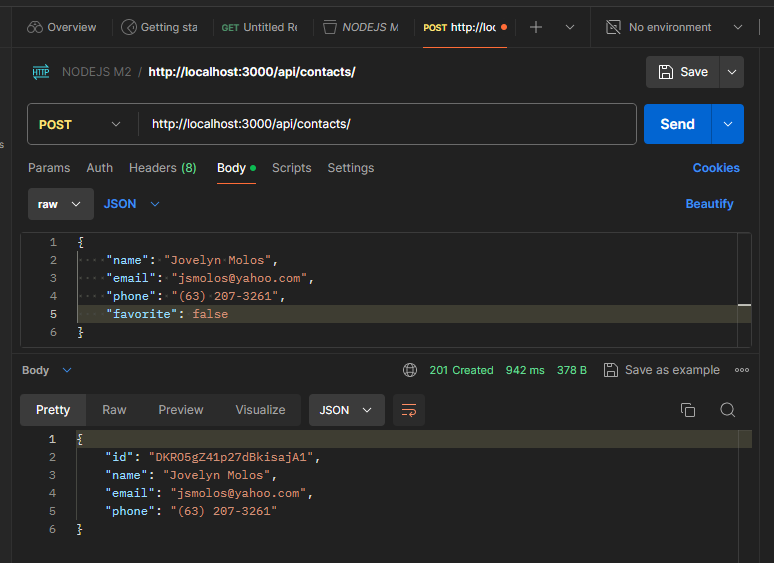 Overview Getting sta GET Untitled Re NODEJS M POST http://loc No environment
HTTP NODEJS M2 / http://localhost:3000/api/contacts/ Save
POST http://localhost:3000/api/contacts/ Send
s
Params Auth Headers (8) Body Scripts Settings Cookies
raw JSON Beautify
1 {
2 "name": "Jovelyn Molos",
3 "email": "jsmolos@yahoo.com",
4 "phone": "(63) 207-3261",
5 "favorite": false
6 }
Body 201 Created 942 ms 378 B Save as example
Pretty Raw Preview Visualize JSON
1 {
2 "id": "DKRO5gZ41p27dBkisajA1",
3 "name": "Jovelyn Molos",
4 "email": "jsmolos@yahoo.com",
5 "phone": "(63) 207-3261"
6 }